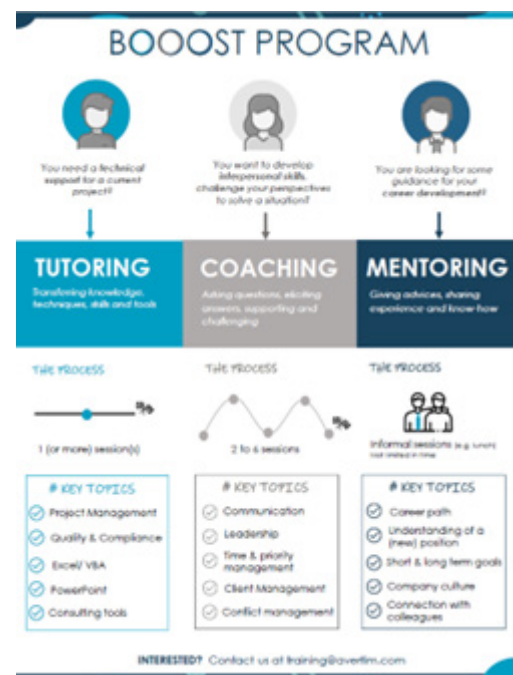 BOOOST PROGRAM
You need a technical
support for a current
project?
You want to develop
interpersonal skills,
challenge your perspectives
to solve a situation?
You are looking for some
guidance for your
career development?
TUTORING
Transferring knowledge,
techniques, skills and tools
COACHING
Asking questions, eliciting
answers, supporting and
challenging
MENTORING
Giving advices, sharing
experience and know-how
THE PROCESS
1 (or more) session(s)
THE PROCESS
2 to 6 sessions
THE PROCESS
Informal sessions (e.g. lunch)
not limited in time
# KEY TOPICS
Project Management
Quality & Compliance
Excel/ VBA
PowerPoint
Consulting tools
# KEY TOPICS
Communication
Leadership
Time & priority
management
Client Management
Conflict management
# KEY TOPICS
Career path
Understanding of a
(new) position
Short & long term goals
Company culture
Connection with
colleagues
INTERESTED? Contact us at training@avertim.com